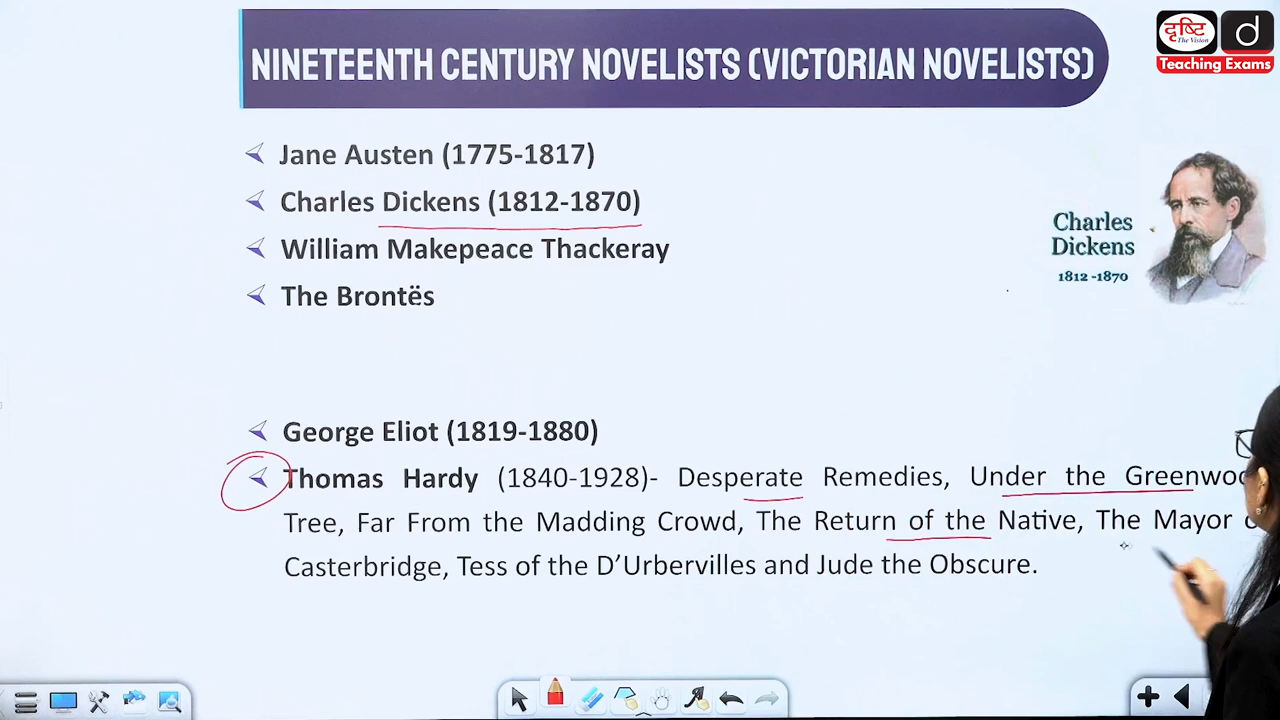 NINETEENTH CENTURY NOVELISTS (VICTORIAN NOVELISTS)
दृष्टि
The Vision
d
Teaching Exams
Jane Austen (1775-1817)
Charles Dickens (1812-1870)
William Makepeace Thackeray
The Brontës
Charles
Dickens
1812 -1870
George Eliot (1819-1880)
Thomas Hardy (1840-1928)- Desperate Remedies, Under the Greenwoo
Tree, Far From the Madding Crowd, The Return of the Native, The Mayor o
Casterbridge, Tess of the D’Urbervilles and Jude the Obscure.